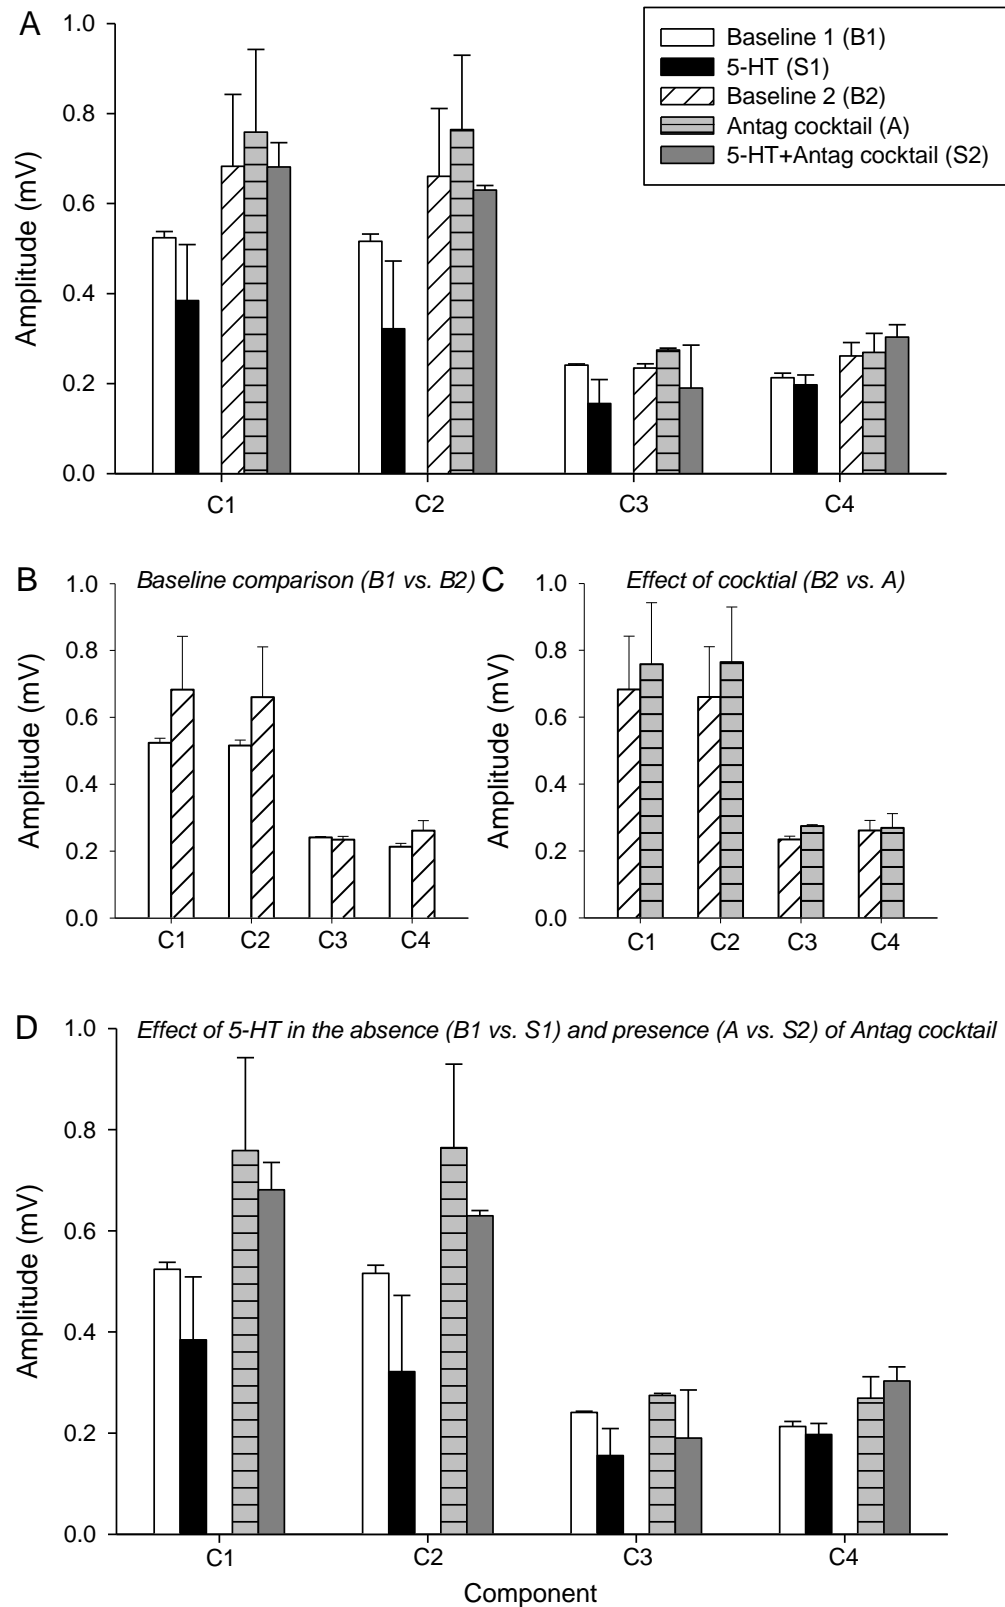 A
1.0
0.8
0.6
0.4
0.2
0.0
Amplitude (mV)
C1
C2
C3
C4
Baseline 1 (B1)
5-HT (S1)
Baseline 2 (B2)
Antag cocktail (A)
5-HT+Antag cocktail (S2)
B
Baseline comparison (B1 vs. B2)
1.0
0.8
0.6
0.4
0.2
0.0
Amplitude (mV)
C1
C2
C3
C4
C
Effect of cocktial (B2 vs. A)
1.0
0.8
0.6
0.4
0.2
0.0
Amplitude (mV)
C1
C2
C3
C4
D
Effect of 5-HT in the absence (B1 vs. S1) and presence (A vs. S2) of Antag cocktail
1.0
0.8
0.6
0.4
0.2
0.0
Amplitude (mV)
C1
C2
C3
C4
Component